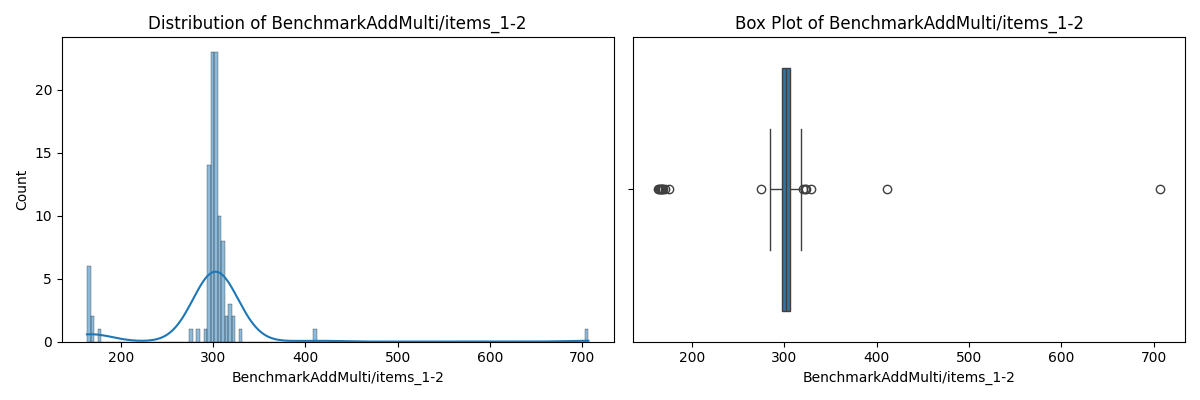 Distribution of BenchmarkAddMulti/items_1-2
Count
20
15
10
5
0
200 300 400 500 600 700
BenchmarkAddMulti/items_1-2
Box Plot of BenchmarkAddMulti/items_1-2
200 300 400 500 600 700
BenchmarkAddMulti/items_1-2